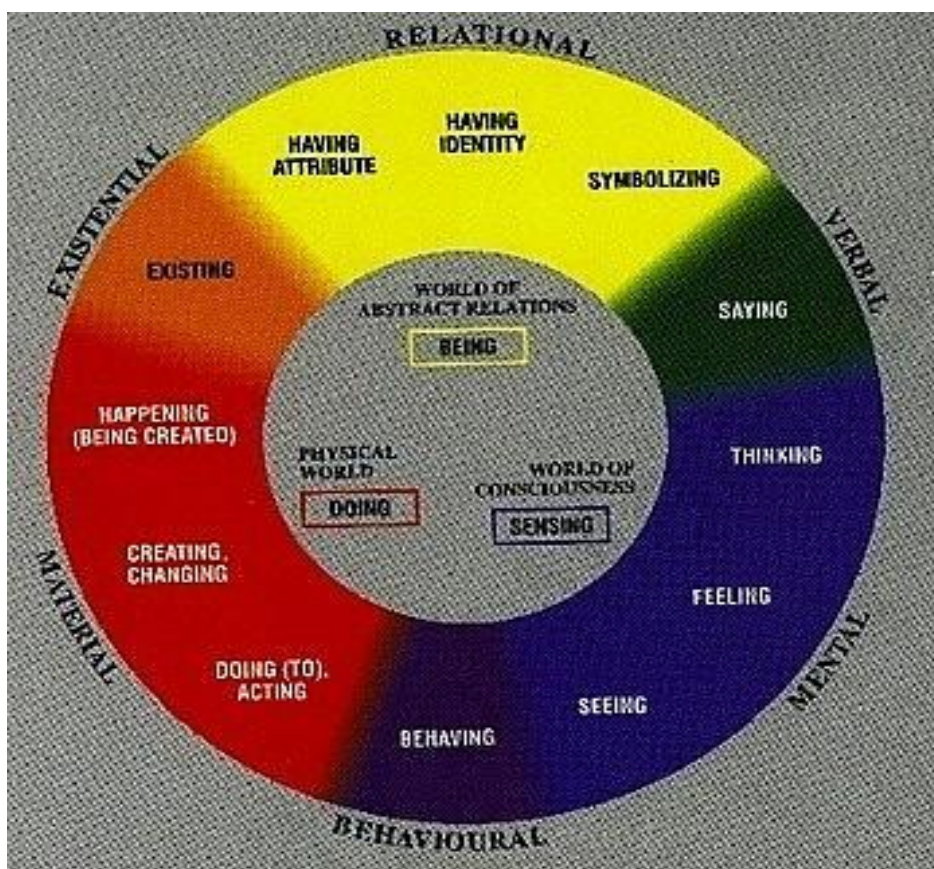 RELATIONAL
HAVING
ATTRIBUTE
HAVING
IDENTITY
SYMBOLIZING
EXISTENTIAL
VERBAL
EXISTING
WORLD OF
ABSTRACT RELATIONS
BEING
SAYING
HAPPENING
(BEING CREATED)
PHYSICAL
WORLD
DOING
WORLD OF
CONSCIOUSNESS
SENSING
THINKING
CREATING,
CHANGING
FEELING
MATERIAL
MENTAL
DOING (TO),
ACTING
SEEING
BEHAVING
BEHAVIOURAL